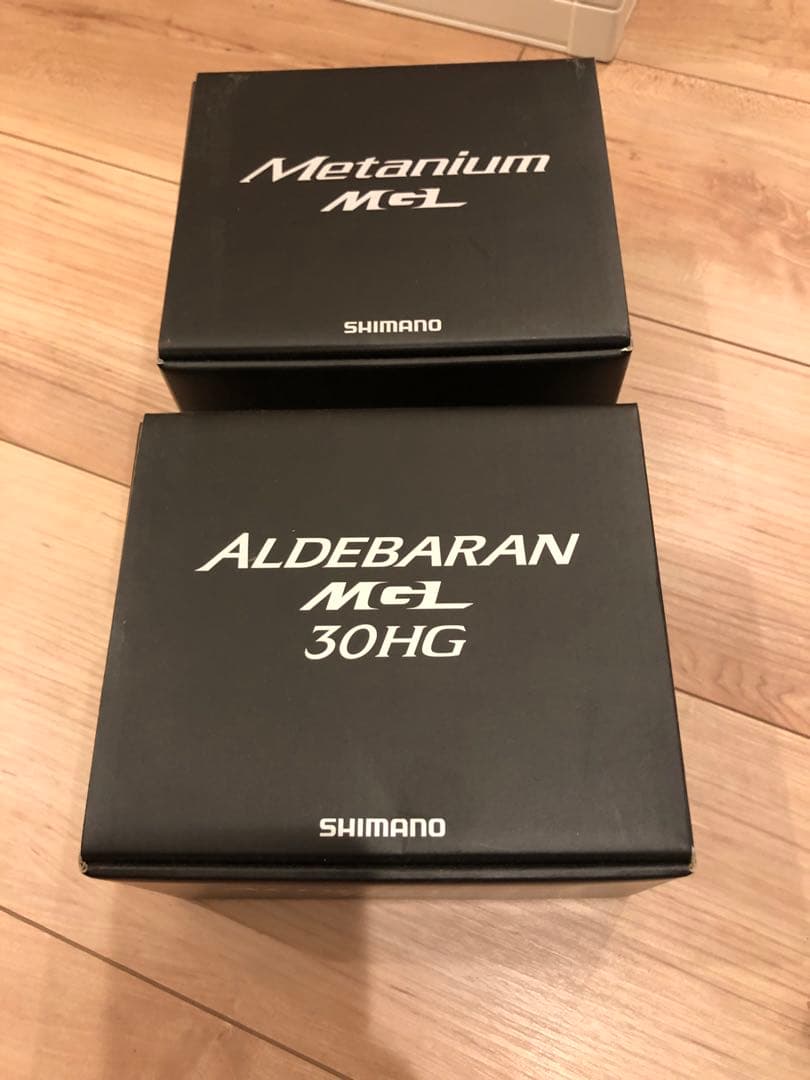 Metanium
MGL
SHIMANO
ALDEBARAN
MGL
30HG
SHIMANO